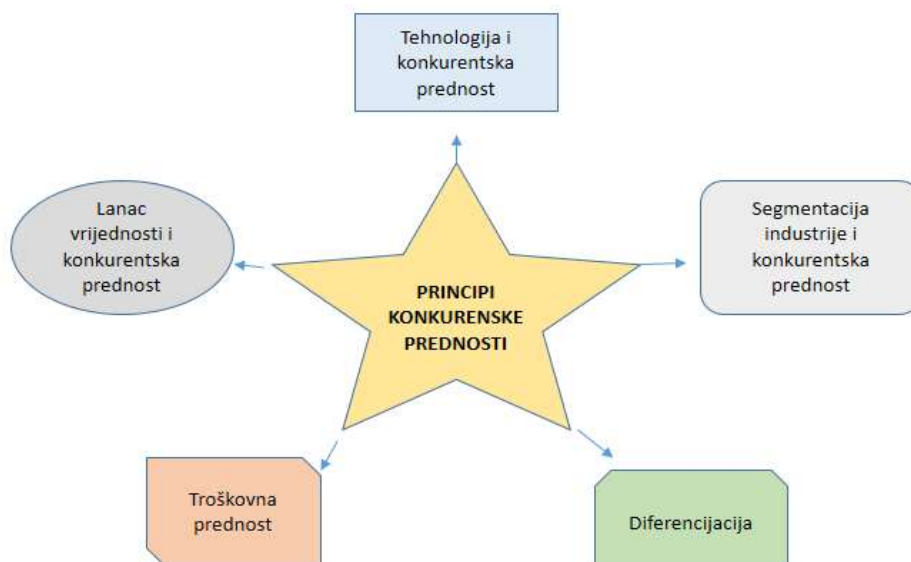 Tehnologija i
konkurentska
prednost
Lanac
vrijednosti i
konkurentska
prednost
Segmentacija
industrije i
konkurentska
prednost
PRINCIPI
KONKURENSKE
PREDNOSTI
Troškovna
prednost
Diferencijacija